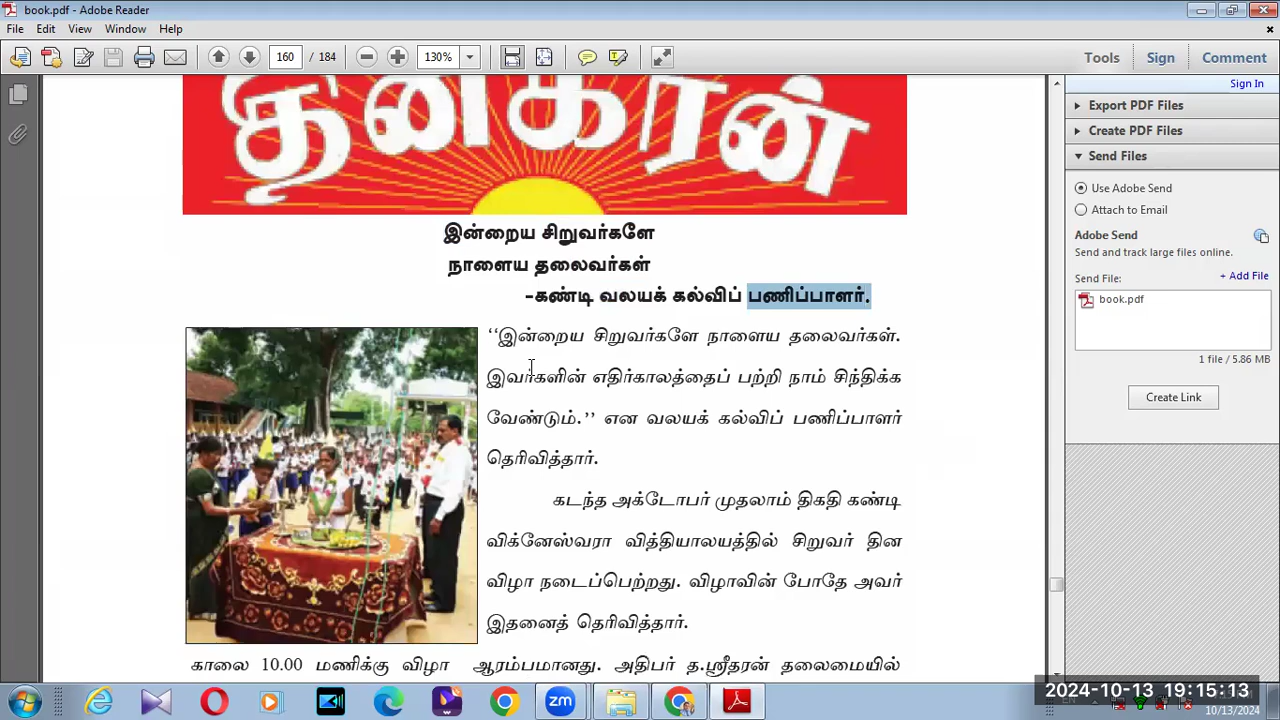 book.pdf - Adobe Reader
File Edit View Window Help
160 / 184 130% Tools Sign Comment
தினகரன்
Sign In
Export PDF Files
Create PDF Files
Send Files
Use Adobe Send
Attach to Email
Adobe Send
Send and track large files online.
Send File: + Add File
book.pdf
1 file / 5.86 MB
Create Link
இன்றைய சிறுவர்களே
நாளைய தலைவர்கள்
-கண்டி வலயக் கல்விப் பணிப்பாளர்.
‘‘இன்றைய சிறுவர்களே நாளைய தலைவர்கள்.
இவர்களின் எதிர்காலத்தைப் பற்றி நாம் சிந்திக்க
வேண்டும்.’’ என வலயக் கல்விப் பணிப்பாளர்
தெரிவித்தார்.
கடந்த அக்டோபர் முதலாம் திகதி கண்டி
விக்னேஸ்வரா வித்தியாலயத்தில் சிறுவர் தின
விழா நடைப்பெற்றது. விழாவின் போதே அவர்
இதனைத் தெரிவித்தார்.
காலை 10.00 மணிக்கு விழா ஆரம்பமானது. அதிபர் த.ஸ்ரீதரன் தலைமையில்
zm
2024-10-13 19:15:13
10/13/2024